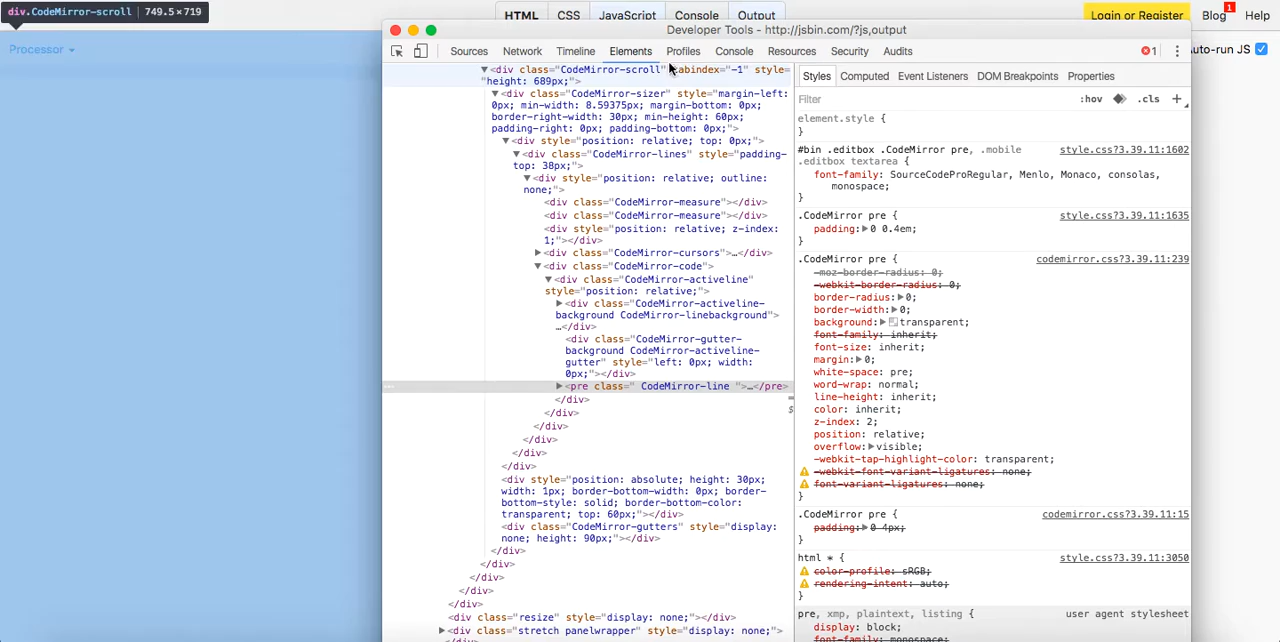 div.CodeMirror-scroll | 749.5×719
HTML CSS JavaScript Console Output
Login or Register Blog 1 Help
Processor
Auto-run JS
Developer Tools - http://jsbin.com/?js,output
Sources Network Timeline Elements Profiles Console Resources Security Audits
1
▼<div class="CodeMirror-scroll" tabindex="-1" style=
"height: 689px;">
▼<div class="CodeMirror-sizer" style="margin-left:
0px; min-width: 8.59375px; margin-bottom: 0px;
border-right-width: 30px; min-height: 60px;
padding-right: 0px; padding-bottom: 0px;">
▼<div style="position: relative; top: 0px;">
▼<div class="CodeMirror-lines" style="padding-
top: 38px;">
▼<div style="position: relative; outline:
none;">
<div class="CodeMirror-measure"></div>
<div class="CodeMirror-measure"></div>
<div style="position: relative; z-index:
1;"></div>
▶<div class="CodeMirror-cursors">…</div>
▼<div class="CodeMirror-code">
▼<div class="CodeMirror-activeline"
style="position: relative;">
▶<div class="CodeMirror-activeline-
background CodeMirror-linebackground">
…</div>
<div class="CodeMirror-gutter-
background CodeMirror-activeline-
gutter" style="left: 0px; width:
0px;"></div>
… ▶<pre class=" CodeMirror-line ">…</pre>
</div>
=
$
</div>
</div>
</div>
</div>
</div>
<div style="position: absolute; height: 30px;
width: 1px; border-bottom-width: 0px; border-
bottom-style: solid; border-bottom-color:
transparent; top: 60px;"></div>
<div class="CodeMirror-gutters" style="display:
none; height: 90px;"></div>
</div>
</div>
</div>
</div>
</div>
<div class="resize" style="display: none;"></div>
▶<div class="stretch panelwrapper" style="display: none;">…</div>
Styles Computed Event Listeners DOM Breakpoints Properties
Filter :hov .cls +
element.style {
}
#bin .editbox .CodeMirror pre, .mobile style.css?3.39.11:1602
.editbox textarea {
font-family: SourceCodeProRegular, Menlo, Monaco, consolas,
monospace;
}
.CodeMirror pre { style.css?3.39.11:1635
padding:▶0 0.4em;
}
.CodeMirror pre { codemirror.css?3.39.11:239
-moz-border-radius: 0;
-webkit-border-radius: 0;
border-radius:▶0;
border-width:▶0;
background:▶transparent;
font-family: inherit;
font-size: inherit;
margin:▶0;
white-space: pre;
word-wrap: normal;
line-height: inherit;
color: inherit;
z-index: 2;
position: relative;
overflow:▶visible;
-webkit-tap-highlight-color: transparent;
-webkit-font-variant-ligatures: none;
font-variant-ligatures: none;
}
.CodeMirror pre { codemirror.css?3.39.11:15
padding:▶0 4px;
}
html * { style.css?3.39.11:3050
color-profile: sRGB;
rendering-intent: auto;
}
pre, xmp, plaintext, listing { user agent stylesheet
display: block;
font-family: monospace;